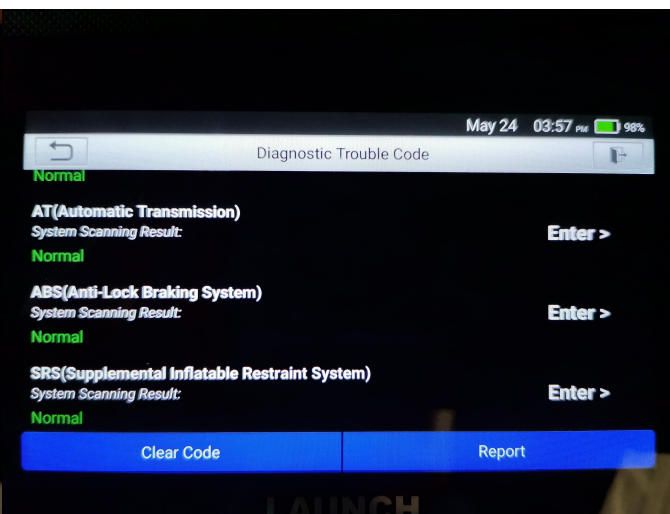 May 24 03:57 PM 98%
Diagnostic Trouble Code
Normal
AT(Automatic Transmission)
System Scanning Result:
Enter >
Normal
ABS(Anti-Lock Braking System)
System Scanning Result:
Enter >
Normal
SRS(Supplemental Inflatable Restraint System)
System Scanning Result:
Enter >
Normal
Clear Code
Report
LAUNCH